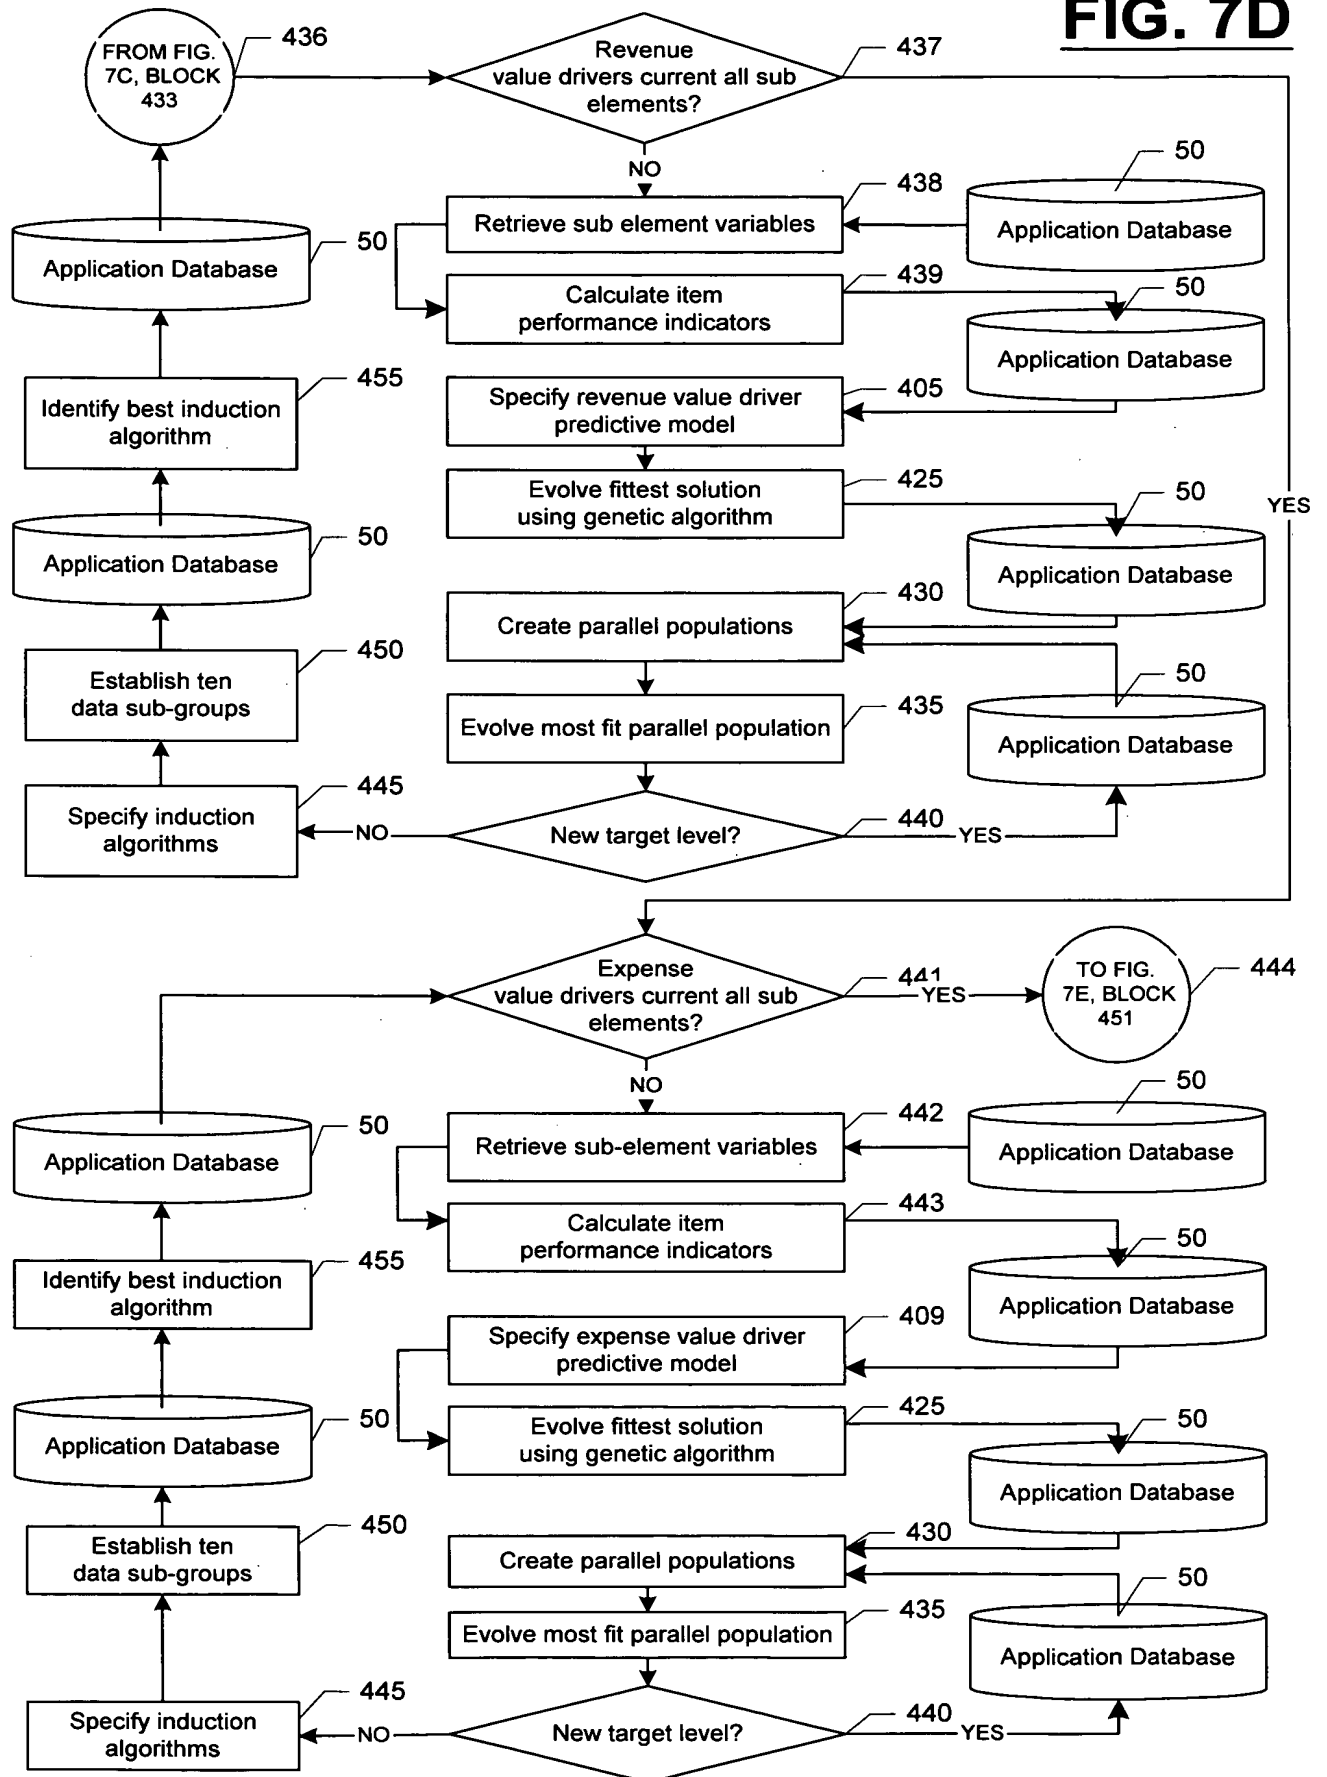 FIG. 7D
FROM FIG.
7C, BLOCK
433
436
Revenue
value drivers current all sub
elements?
437
NO
YES
Retrieve sub element variables
438
50
Application Database
Calculate item
performance indicators
439
50
Application Database
Specify revenue value driver
predictive model
405
Evolve fittest solution
using genetic algorithm
425
50
Application Database
Create parallel populations
430
Evolve most fit parallel population
435
50
Application Database
New target level?
440
YES
NO
Specify induction
algorithms
445
Establish ten
data sub-groups
450
Application Database
50
Identify best induction
algorithm
455
Application Database
50
Expense
value drivers current all sub
elements?
441
YES
TO FIG.
7E, BLOCK
451
444
NO
Retrieve sub-element variables
442
50
Application Database
Calculate item
performance indicators
443
50
Application Database
Specify expense value driver
predictive model
409
Evolve fittest solution
using genetic algorithm
425
50
Application Database
Create parallel populations
430
Evolve most fit parallel population
435
50
Application Database
New target level?
440
YES
NO
Specify induction
algorithms
445
Establish ten
data sub-groups
450
Application Database
50
Identify best induction
algorithm
455
Application Database
50